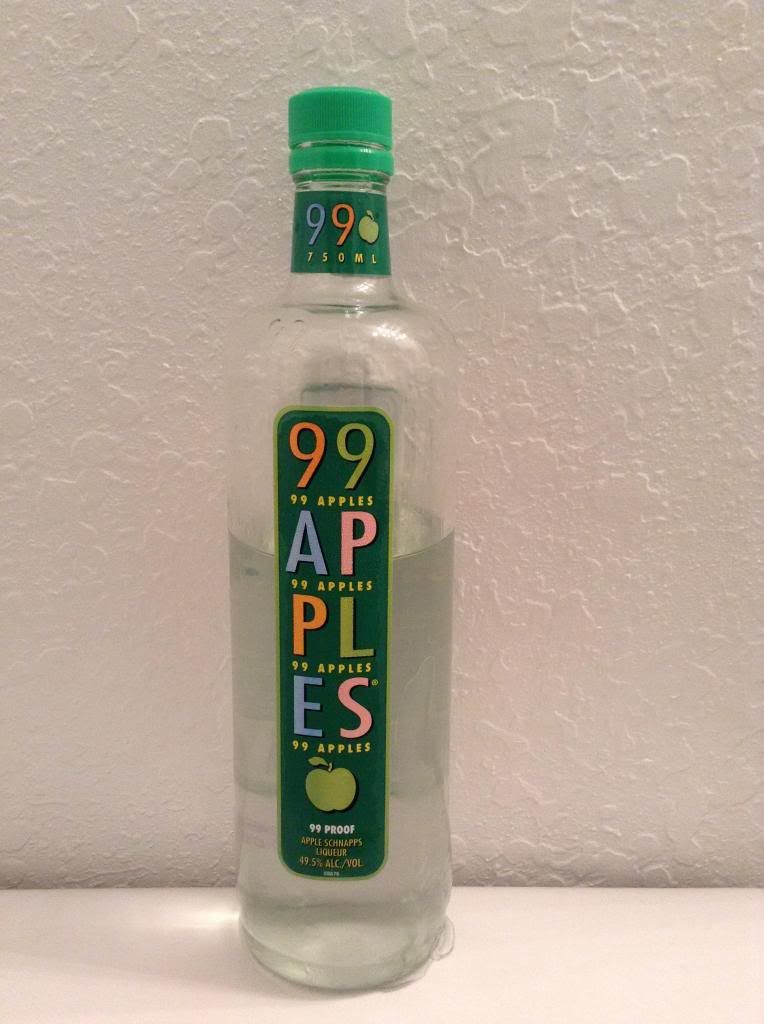 99
750ML
99
99 APPLES
AP
99 APPLES
PL
99 APPLES
ES®
99 APPLES
99 PROOF
APPLE SCHNAPPS
LIQUEUR
49.5% ALC./VOL.